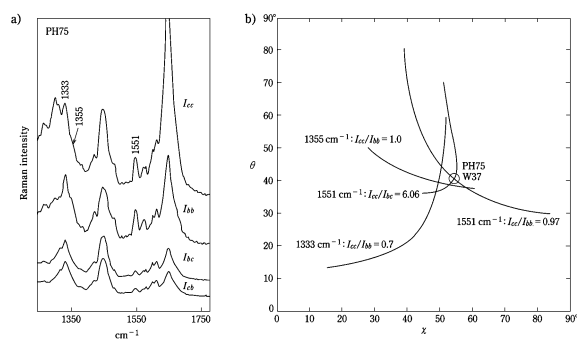 a)
PH75
1333
1355
1551
Icc
Ibb
Ibc
Icb
Raman intensity
1350 1550 1750
cm⁻¹
b)
90°
80
70
60
50
40
30
20
10
0
θ
1355 cm⁻¹: Icc/Ibb = 1.0
PH75
W37
1551 cm⁻¹: Icc/Ibc = 6.06
1551 cm⁻¹: Icc/Ibb = 0.97
1333 cm⁻¹: Icc/Ibb = 0.7
0 10 20 30 40 50 60 70 80 90°
χ